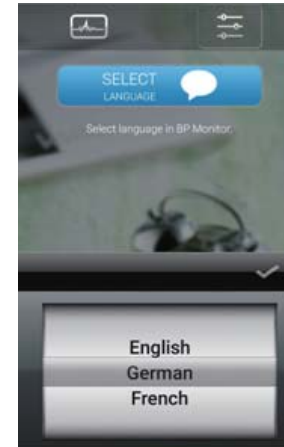 SELECT
LANGUAGE
Select language in BP Monitor.
English
German
French